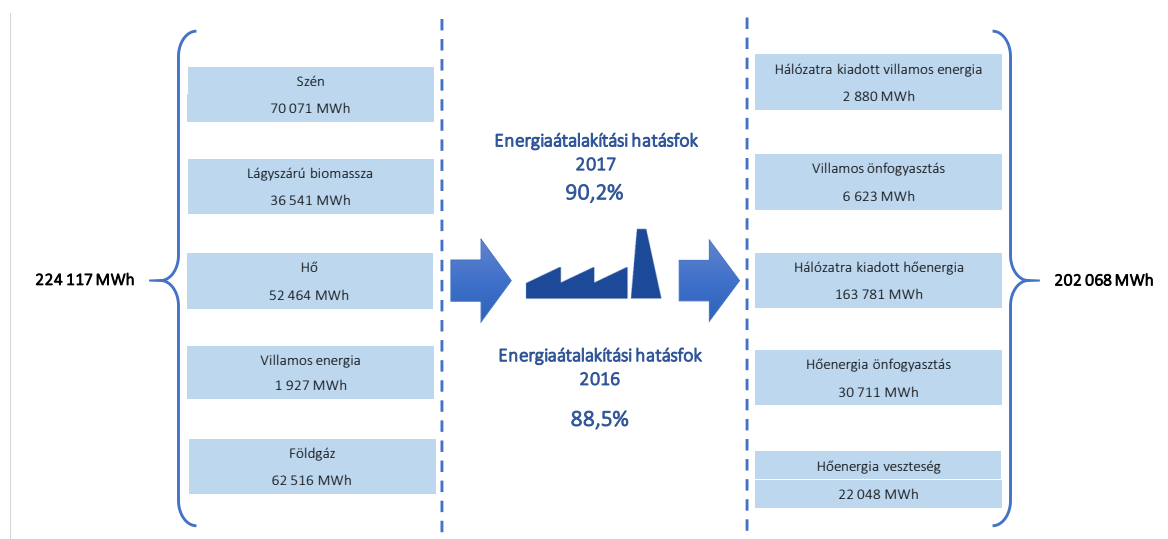 224 117 MWh
Szén
70 071 MWh
Lágyszárú biomassza
36 541 MWh
Hő
52 464 MWh
Villamos energia
1 927 MWh
Földgáz
62 516 MWh
Energiaátalakítási hatásfok
2017
90,2%
Energiaátalakítási hatásfok
2016
88,5%
Hálózatra kiadott villamos energia
2 880 MWh
Villamos önfogyasztás
6 623 MWh
Hálózatra kiadott hőenergia
163 781 MWh
Hőenergia önfogyasztás
30 711 MWh
Hőenergia veszteség
22 048 MWh
202 068 MWh